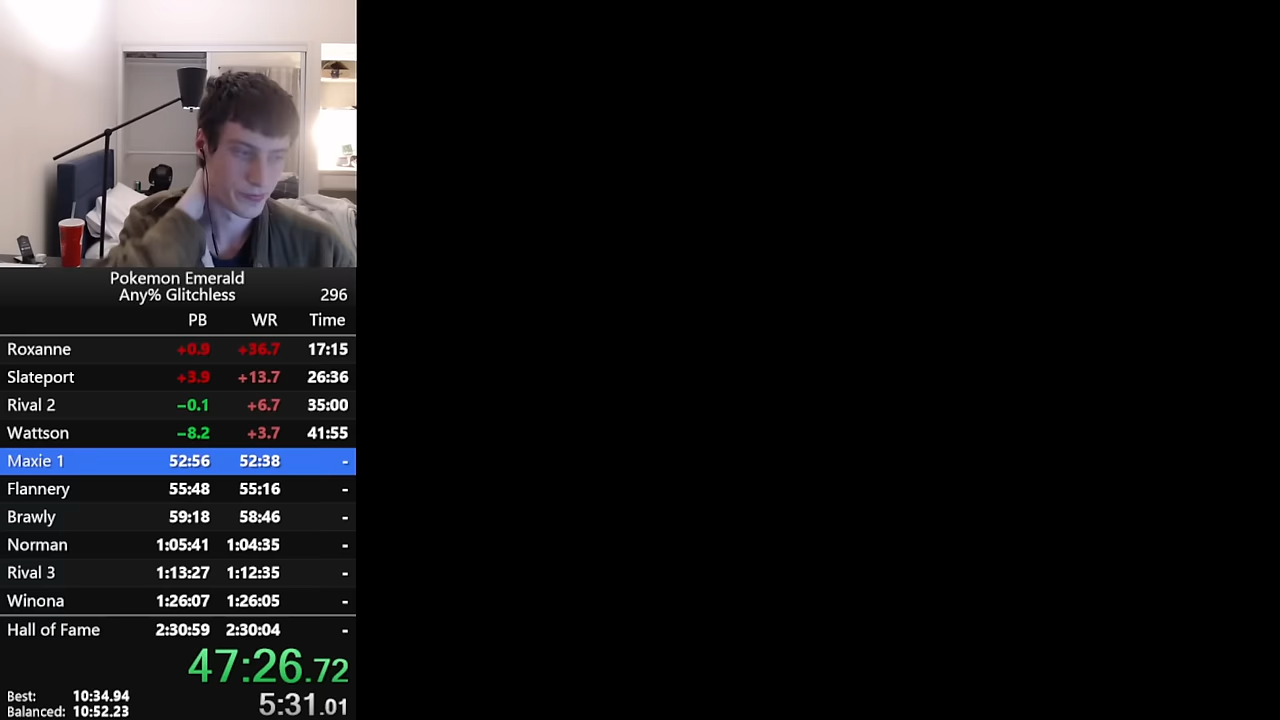 Pokemon Emerald
Any% Glitchless 296
PB WR Time
Roxanne +0.9 +36.7 17:15
Slateport +3.9 +13.7 26:36
Rival 2 −0.1 +6.7 35:00
Wattson −8.2 +3.7 41:55
Maxie 1 52:56 52:38 -
Flannery 55:48 55:16 -
Brawly 59:18 58:46 -
Norman 1:05:41 1:04:35 -
Rival 3 1:13:27 1:12:35 -
Winona 1:26:07 1:26:05 -
Hall of Fame 2:30:59 2:30:04 -
47:26.72
Best: 10:34.94
Balanced: 10:52.23
5:31.01